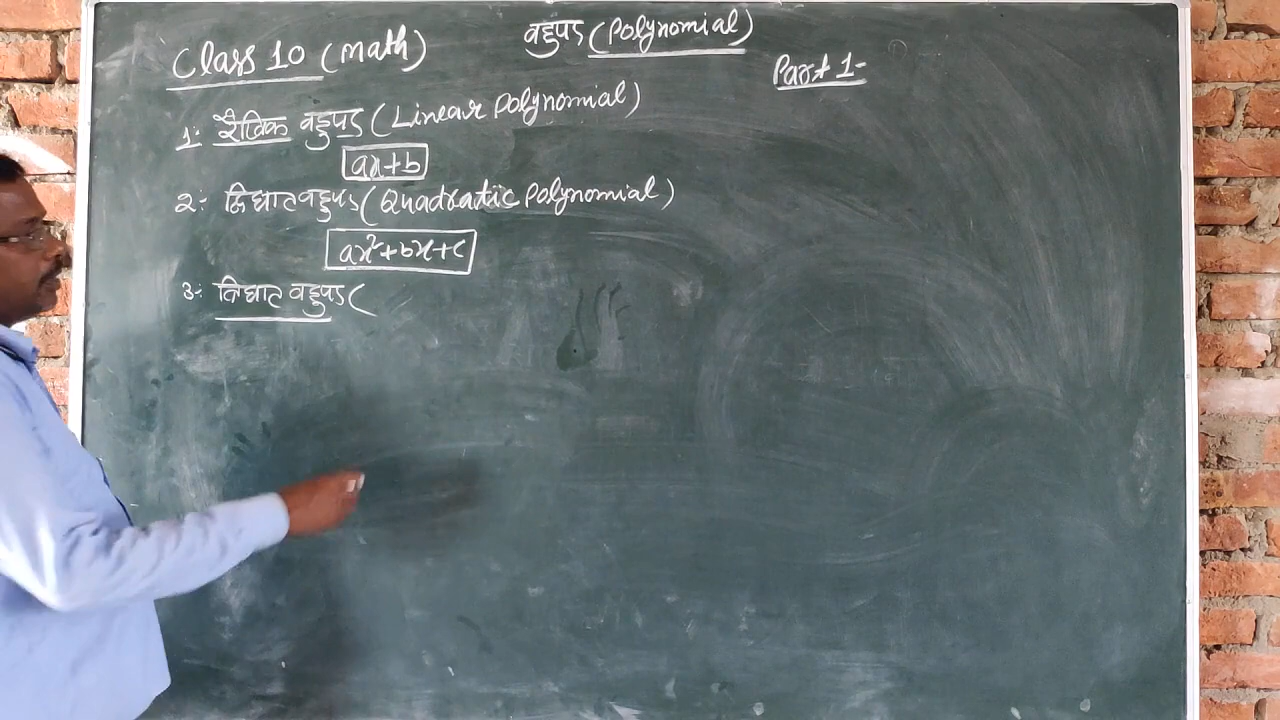 Class 10 (math)
बहुपद (Polynomial)
Part 1-
1:- रैखिक बहुपद (Linear Polynomial)
ax+b
2:- द्विघात बहुपद (Quadratic Polynomial)
ax²+bx+c
3:- त्रिघात बहुपद (